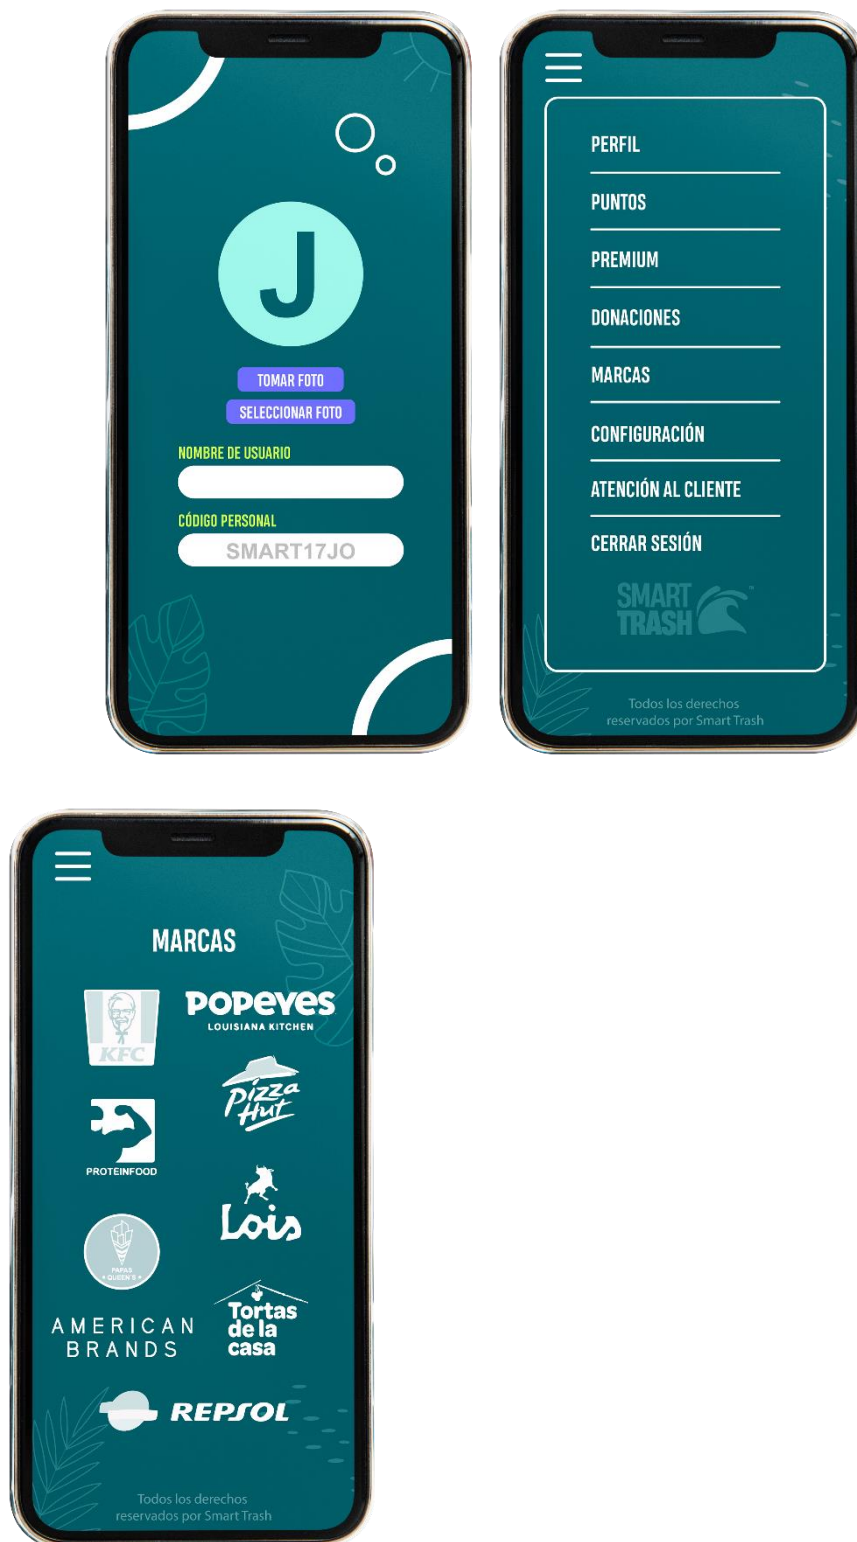 J
TOMAR FOTO
SELECCIONAR FOTO
NOMBRE DE USUARIO
CÓDIGO PERSONAL
SMART17JO
PERFIL
PUNTOS
PREMIUM
DONACIONES
MARCAS
CONFIGURACIÓN
ATENCIÓN AL CLIENTE
CERRAR SESIÓN
SMART
TRASH
Todos los derechos
reservados por Smart Trash
MARCAS
KFC
POPEYES
LOUISIANA KITCHEN
Pizza
Hut
PROTEINFOOD
Lois
PAPAS
QUEEN'S
AMERICAN
BRANDS
Tortas
de la
casa
REPSOL
Todos los derechos
reservados por Smart Trash